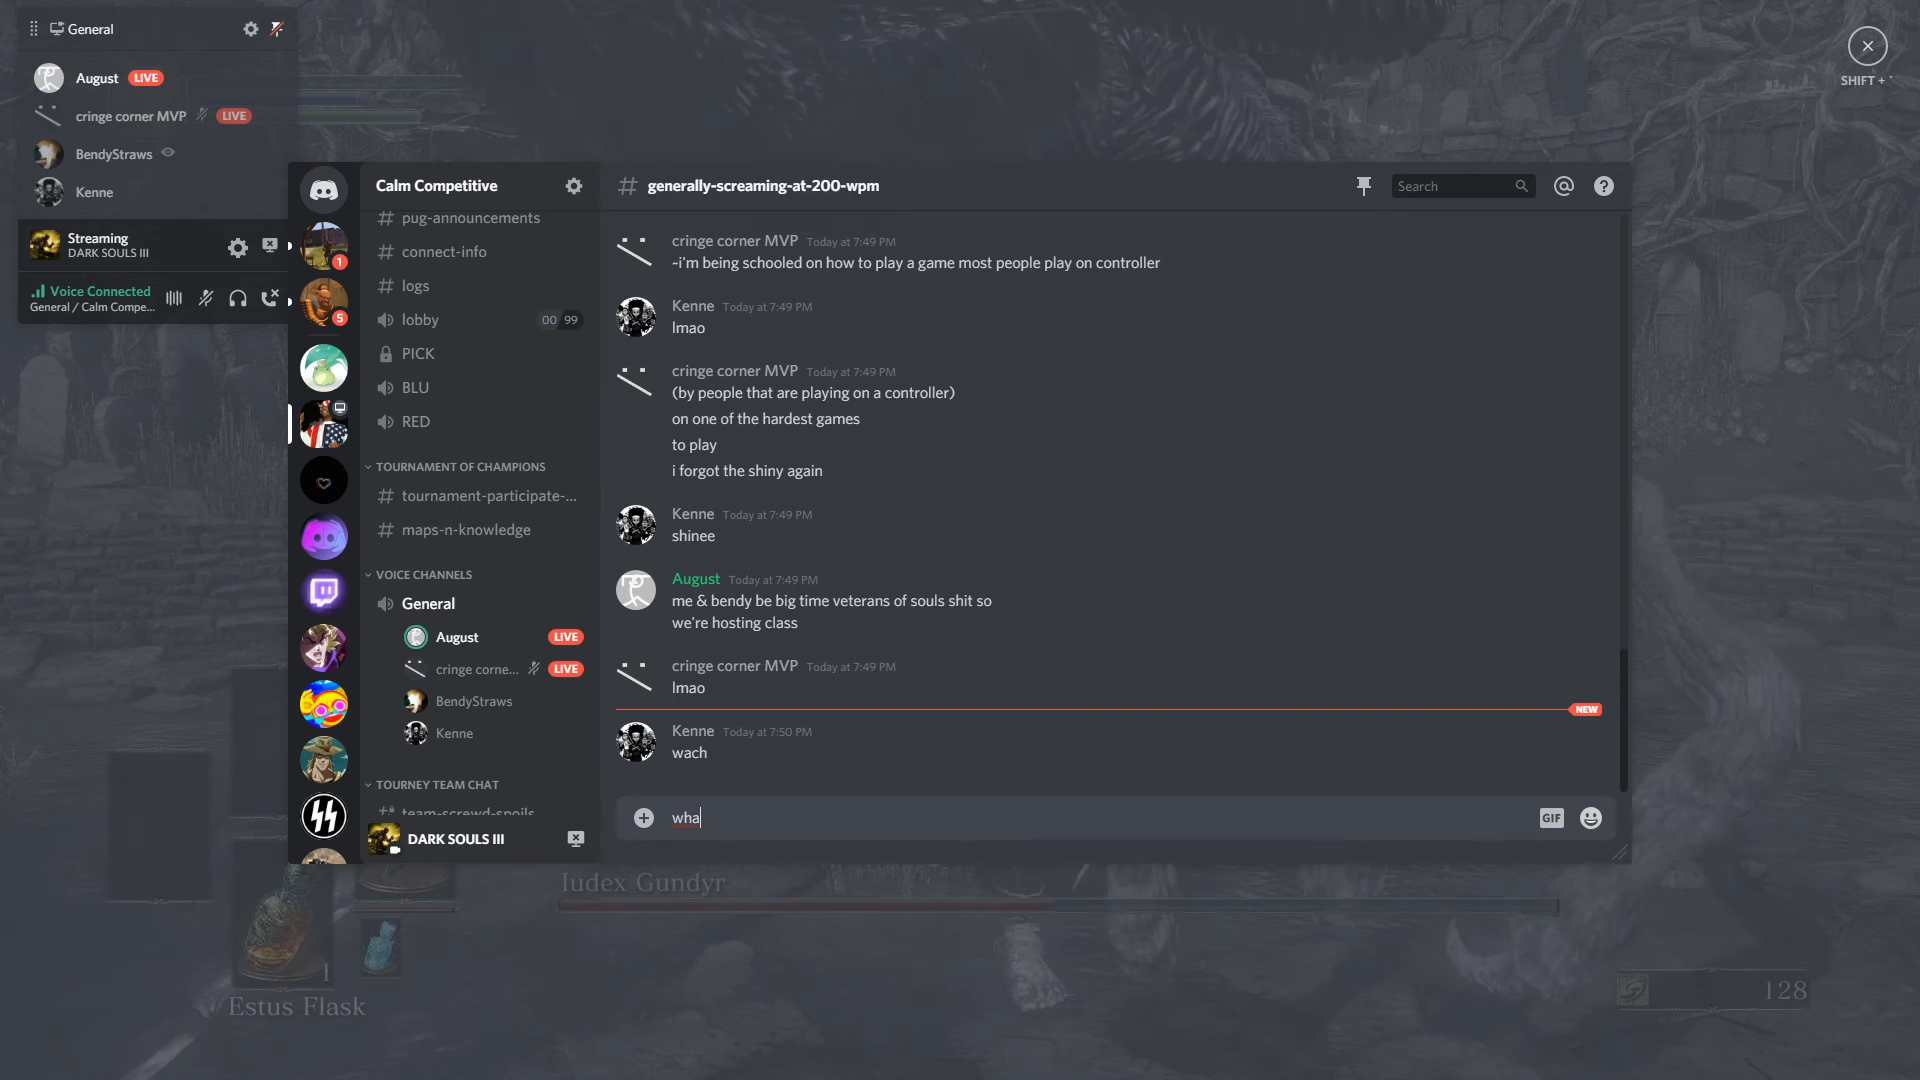 General
SHIFT + `
August LIVE
cringe corner MVP LIVE
BendyStraws
Kenne
Streaming
DARK SOULS III
Voice Connected
General / Calm Compe...
1
5
Calm Competitive
pug-announcements
connect-info
logs
lobby 00 99
PICK
BLU
RED
TOURNAMENT OF CHAMPIONS
tournament-participate-...
maps-n-knowledge
VOICE CHANNELS
General
August LIVE
cringe corne... LIVE
BendyStraws
Kenne
TOURNEY TEAM CHAT
team-screwd-spoils
DARK SOULS III
# generally-screaming-at-200-wpm
Search
cringe corner MVP Today at 7:49 PM
~i'm being schooled on how to play a game most people play on controller
Kenne Today at 7:49 PM
lmao
cringe corner MVP Today at 7:49 PM
(by people that are playing on a controller)
on one of the hardest games
to play
i forgot the shiny again
Kenne Today at 7:49 PM
shinee
August Today at 7:49 PM
me & bendy be big time veterans of souls shit so
we're hosting class
cringe corner MVP Today at 7:49 PM
lmao
NEW
Kenne Today at 7:50 PM
wach
wha
GIF
Iudex Gundyr
1
Estus Flask
128